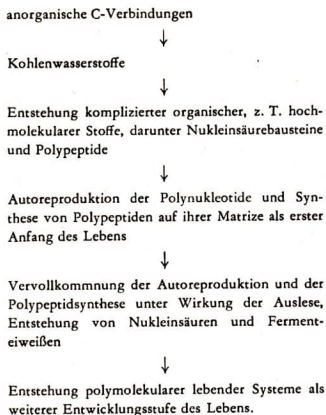 anorganische C-Verbindungen
↓
Kohlenwasserstoffe
↓
Entstehung komplizierter organischer, z. T. hoch-
molekularer Stoffe, darunter Nukleinsäurebausteine
und Polypeptide
↓
Autoreproduktion der Polynukleotide und Syn-
these von Polypeptiden auf ihrer Matrize als erster
Anfang des Lebens
↓
Vervollkommnung der Autoreproduktion und der
Polypeptidsynthese unter Wirkung der Auslese,
Entstehung von Nukleinsäuren und Ferment-
eiweißen
↓
Entstehung polymolekularer lebender Systeme als
weiterer Entwicklungsstufe des Lebens.